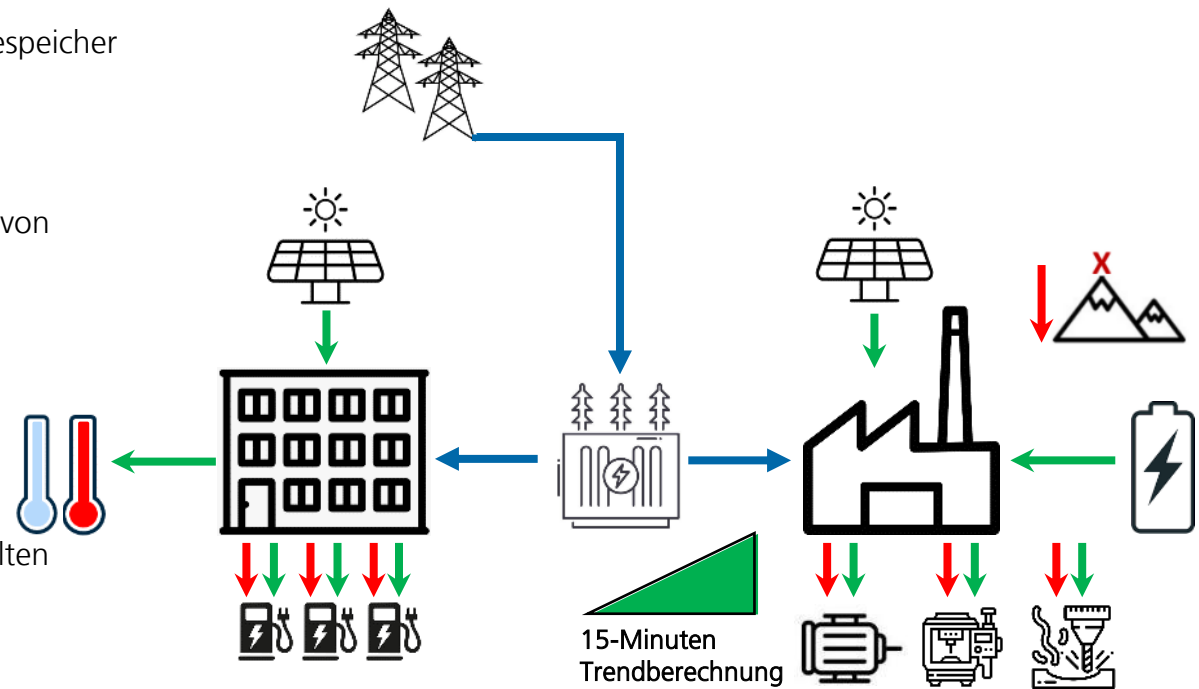 espeicher
von
X
lten
15-Minuten
Trendberechnung